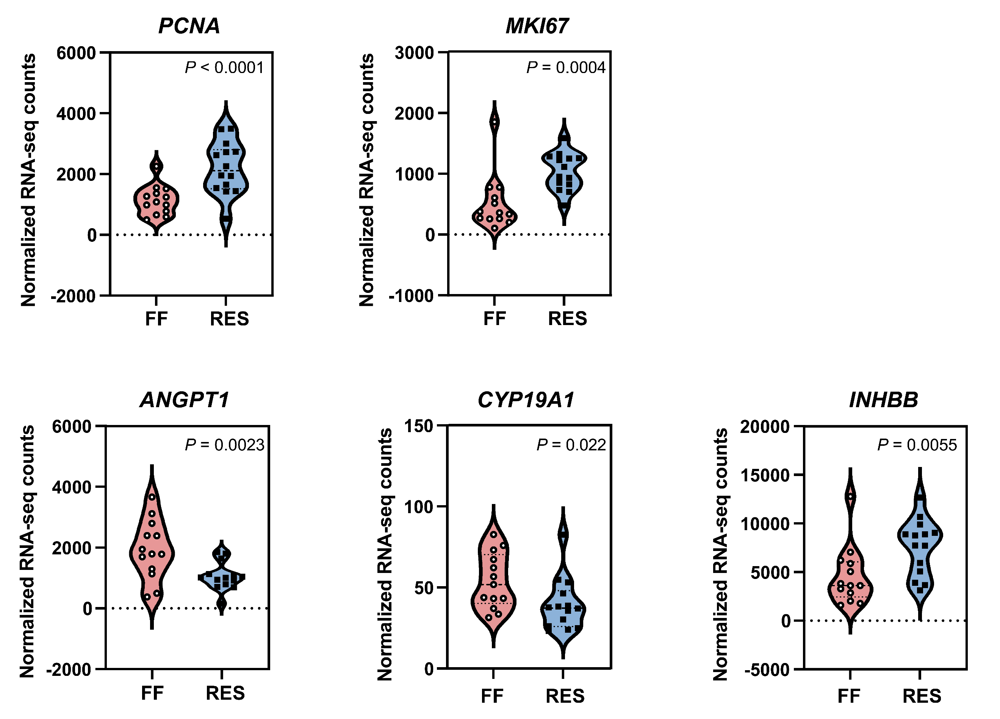 PCNA
Normalized RNA-seq counts
6000
4000
2000
0
-2000
P < 0.0001
FF
RES
MKI67
Normalized RNA-seq counts
3000
2000
1000
0
-1000
P = 0.0004
FF
RES
ANGPT1
Normalized RNA-seq counts
6000
4000
2000
0
-2000
P = 0.0023
FF
RES
CYP19A1
Normalized RNA-seq counts
150
100
50
0
P = 0.022
FF
RES
INHBB
Normalized RNA-seq counts
20000
15000
10000
5000
0
-5000
P = 0.0055
FF
RES